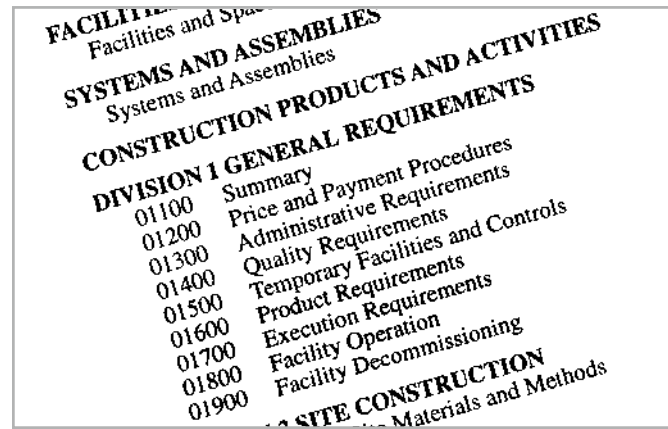 FACILITIES
Facilities and
SYSTEMS AND ASSEMBLIES
Systems and Assemblies
CONSTRUCTION PRODUCTS AND ACTIVITIES
DIVISION 1 GENERAL REQUIREMENTS
01100 Summary
01200 Price and Payment Procedures
01300 Administrative Requirements
01400 Quality Requirements
01500 Temporary Facilities and Controls
01600 Product Requirements
01700 Execution Requirements
01800 Facility Operation
01900 Facility Decommissioning
2 SITE CONSTRUCTION
Materials and Methods